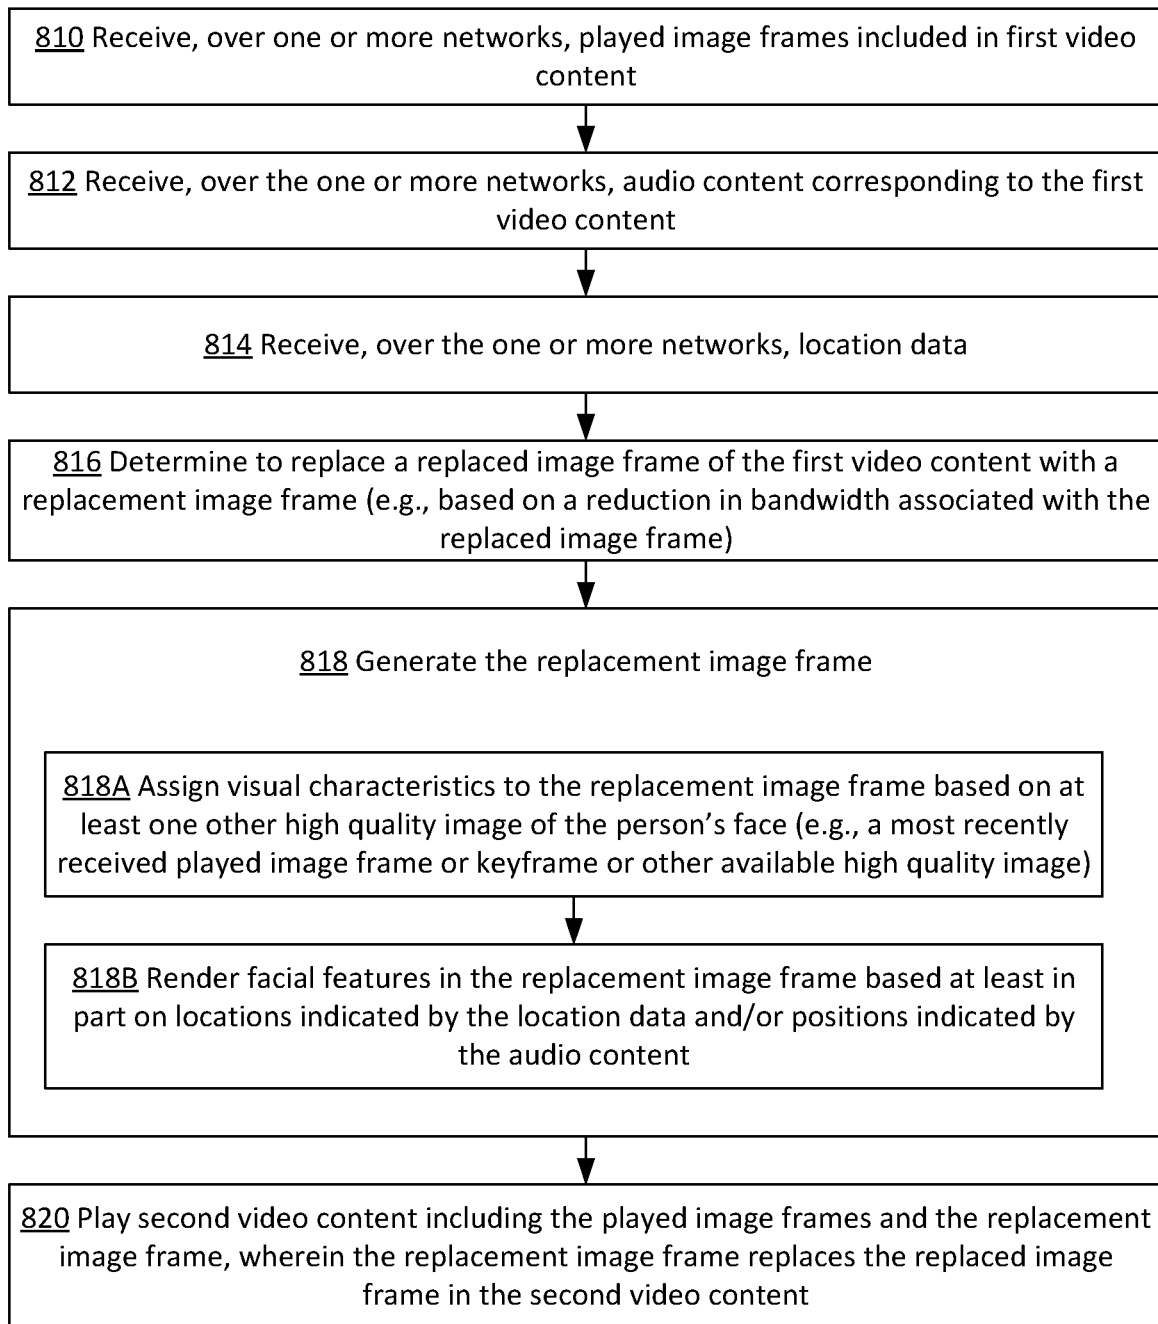 810 Receive, over one or more networks, played image frames included in first video
content
812 Receive, over the one or more networks, audio content corresponding to the first
video content
814 Receive, over the one or more networks, location data
816 Determine to replace a replaced image frame of the first video content with a
replacement image frame (e.g., based on a reduction in bandwidth associated with the
replaced image frame)
818 Generate the replacement image frame
818A Assign visual characteristics to the replacement image frame based on at
least one other high quality image of the person’s face (e.g., a most recently
received played image frame or keyframe or other available high quality image)
818B Render facial features in the replacement image frame based at least in
part on locations indicated by the location data and/or positions indicated by
the audio content
820 Play second video content including the played image frames and the replacement
image frame, wherein the replacement image frame replaces the replaced image
frame in the second video content